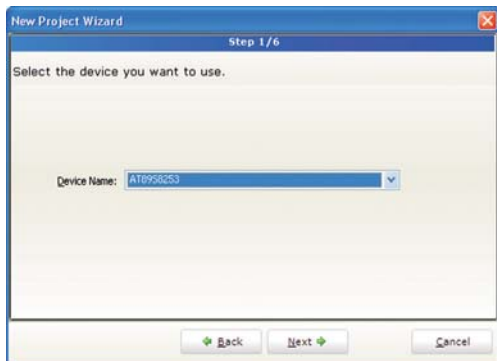 New Project Wizard
Step 1/6
Select the device you want to use.
Device Name: AT89S8253
Back Next Cancel